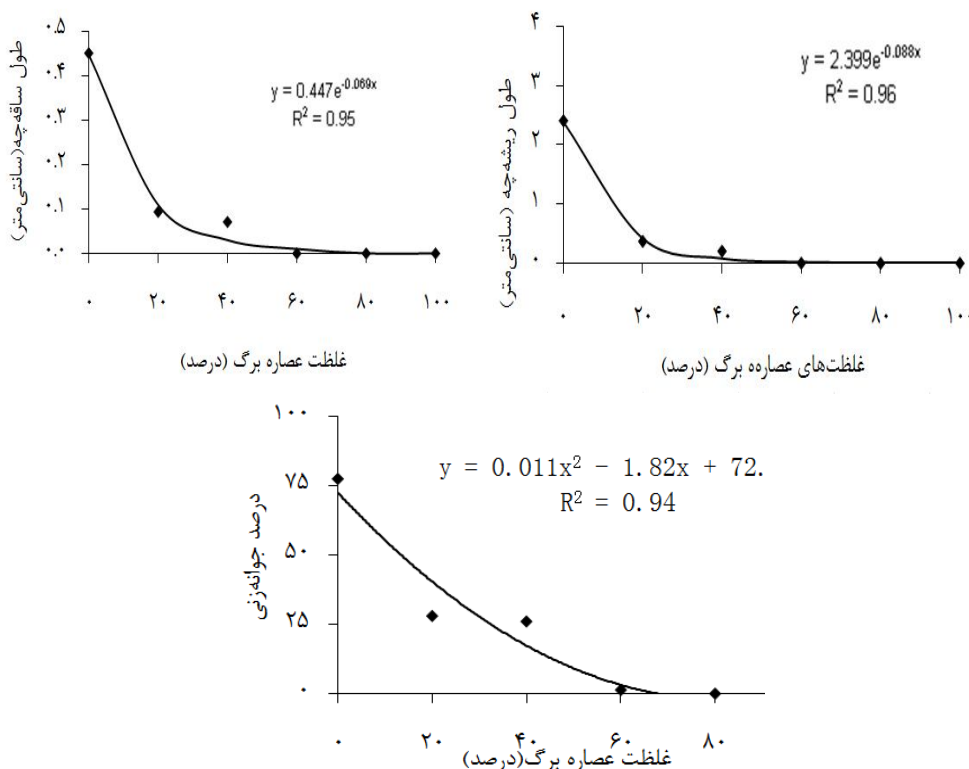 طول ساقه‌چه(سانتی‌متر)
۰.۵
۰.۴
۰.۳
۰.۲
۰.۱
۰.۰
y = 0.447e^-0.069x
R² = 0.95
۰ ۲۰ ۴۰ ۶۰ ۸۰ ۱۰۰
غلظت عصاره برگ (درصد)
طول ریشه‌چه (سانتی‌متر)
۴
۳
۲
۱
۰
y = 2.399e^-0.088x
R² = 0.96
۰ ۲۰ ۴۰ ۶۰ ۸۰ ۱۰۰
غلظت‌های عصارهه برگ (درصد)
درصد جوانه‌زنی
۱۰۰
۷۵
۵۰
۲۵
۰
y = 0.011x² − 1.82x + 72.
R² = 0.94
۰ ۲۰ ۴۰ ۶۰ ۸۰
غلظت عصاره برگ(درصد)